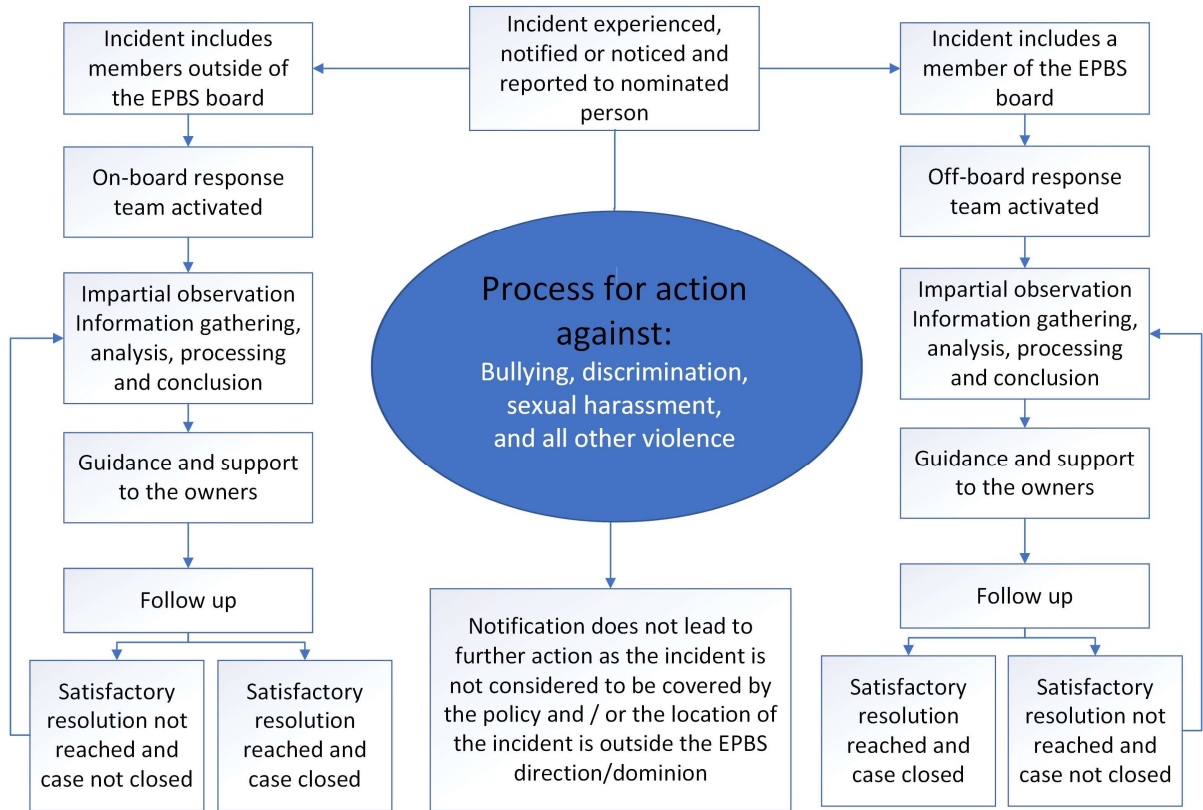 Incident experienced,
notified or noticed and
reported to nominated
person
Incident includes
members outside of
the EPBS board
On-board response
team activated
Impartial observation
Information gathering,
analysis, processing
and conclusion
Guidance and support
to the owners
Follow up
Satisfactory
resolution not
reached and
case not closed
Satisfactory
resolution
reached and
case closed
Process for action
against:
Bullying, discrimination,
sexual harassment,
and all other violence
Notification does not lead to
further action as the incident is
not considered to be covered by
the policy and / or the location of
the incident is outside the EPBS
direction/dominion
Incident includes a
member of the EPBS
board
Off-board response
team activated
Impartial observation
Information gathering,
analysis, processing
and conclusion
Guidance and support
to the owners
Follow up
Satisfactory
resolution
reached and
case closed
Satisfactory
resolution not
reached and
case not closed